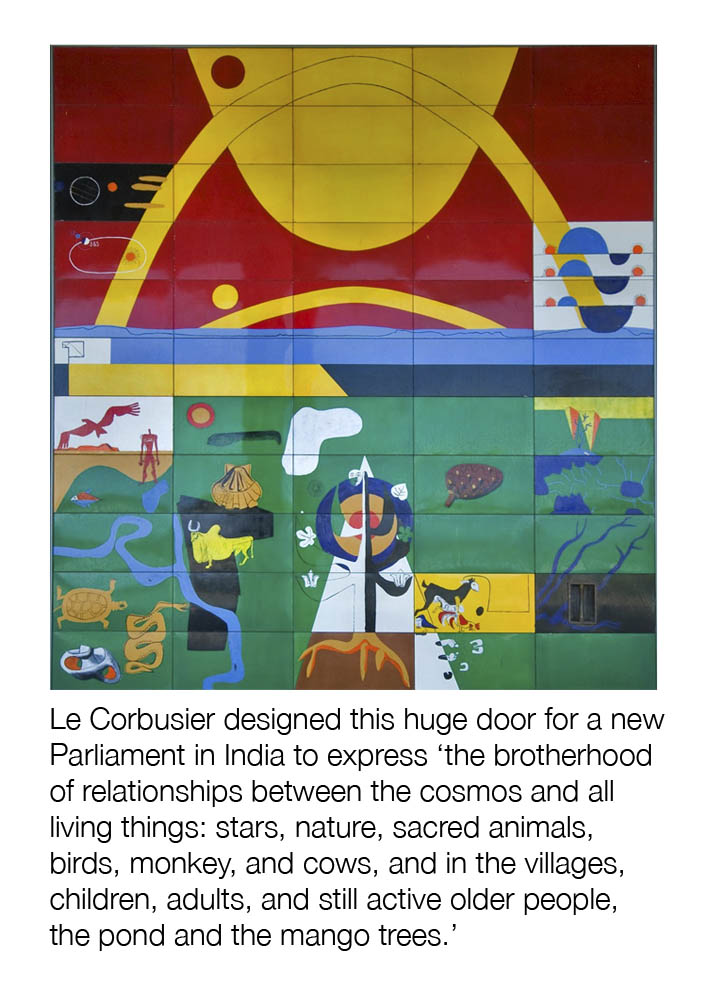 365
Le Corbusier designed this huge door for a new
Parliament in India to express ‘the brotherhood
of relationships between the cosmos and all
living things: stars, nature, sacred animals,
birds, monkey, and cows, and in the villages,
children, adults, and still active older people,
the pond and the mango trees.’